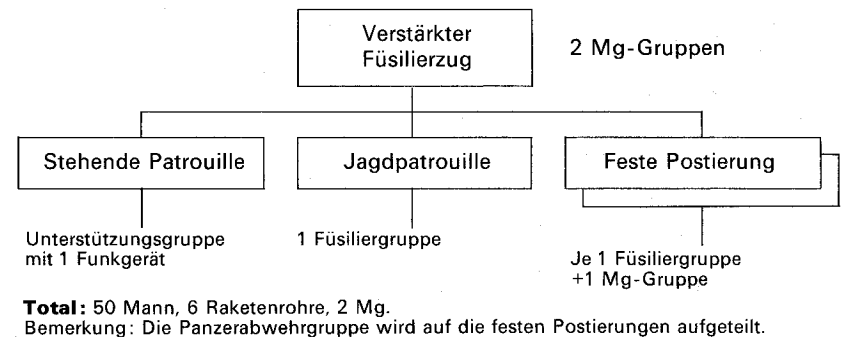 Verstärkter
Füsilierzug
2 Mg-Gruppen
Stehende Patrouille
Jagdpatrouille
Feste Postierung
Unterstützungsgruppe
mit 1 Funkgerät
1 Füsiliergruppe
Je 1 Füsiliergruppe
+1 Mg-Gruppe
Total: 50 Mann, 6 Raketenrohre, 2 Mg.
Bemerkung: Die Panzerabwehrgruppe wird auf die festen Postierungen aufgeteilt.